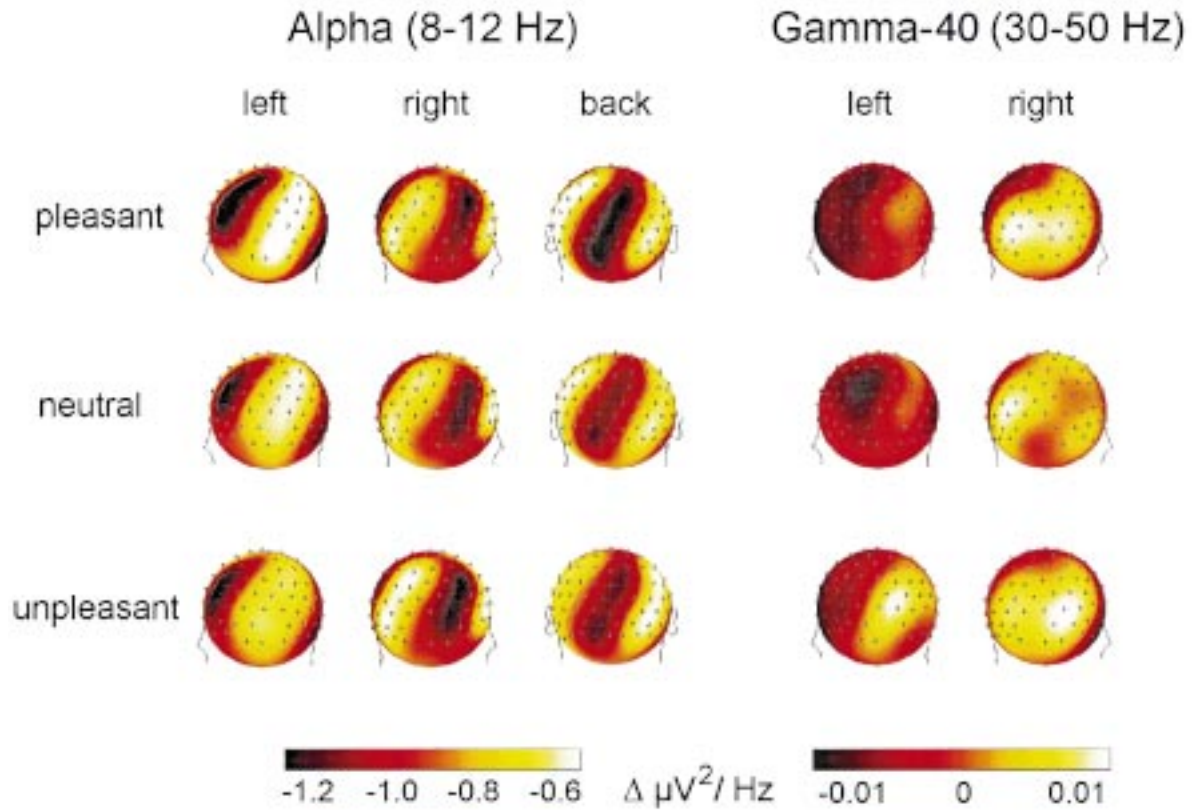 Alpha (8-12 Hz) Gamma-40 (30-50 Hz)
left right back left right
pleasant
neutral
unpleasant
-1.2 -1.0 -0.8 -0.6 Δ μV²/ Hz -0.01 0 0.01